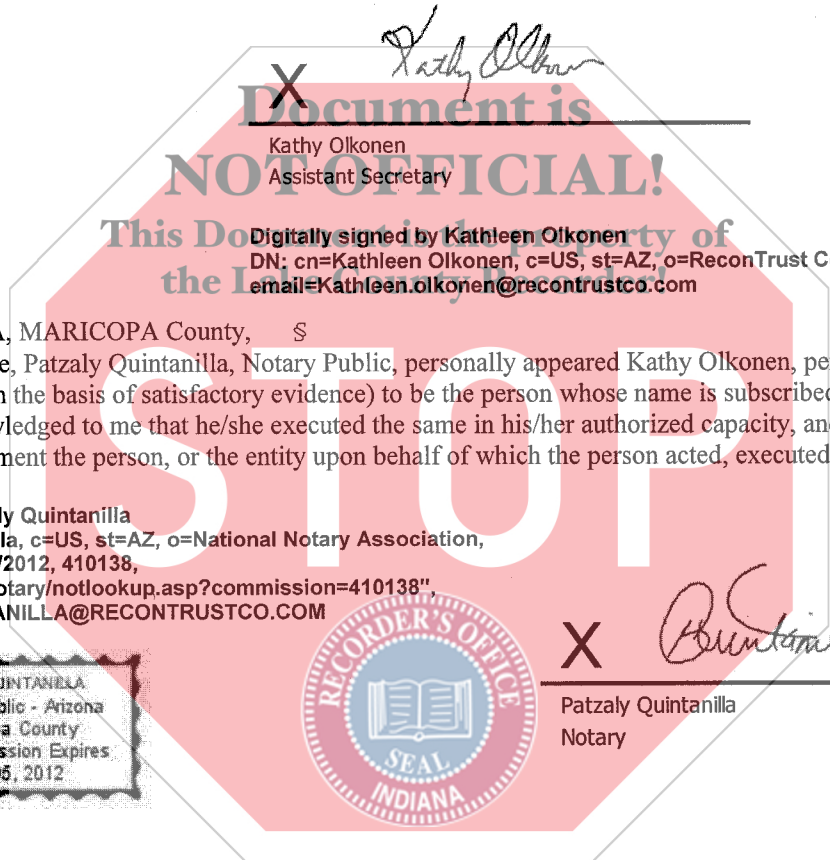 Kathy Olkonen
X
Document is
Kathy Olkonen
NOT OFFICIAL!
Assistant Secretary
This Document is the property of
Digitally signed by Kathleen Olkonen
DN: cn=Kathleen Olkonen, c=US, st=AZ, o=ReconTrust C
the Lake County Recorder!
email=Kathleen.olkonen@recontrustco.com
A, MARICOPA County, §
e, Patzaly Quintanilla, Notary Public, personally appeared Kathy Olkonen, pe
n the basis of satisfactory evidence) to be the person whose name is subscribed
vledged to me that he/she executed the same in his/her authorized capacity, an
ment the person, or the entity upon behalf of which the person acted, executed
STOP
ly Quintanilla
lla, c=US, st=AZ, o=National Notary Association,
/2012, 410138,
otary/notlookup.asp?commission=410138",
ANILLA@RECONTRUSTCO.COM
X
Patzaly Quintanilla
Notary
UINTANILLA
blic - Arizona
a County
ssion Expires
05, 2012
RECORDER'S OFFICE
SEAL
INDIANA